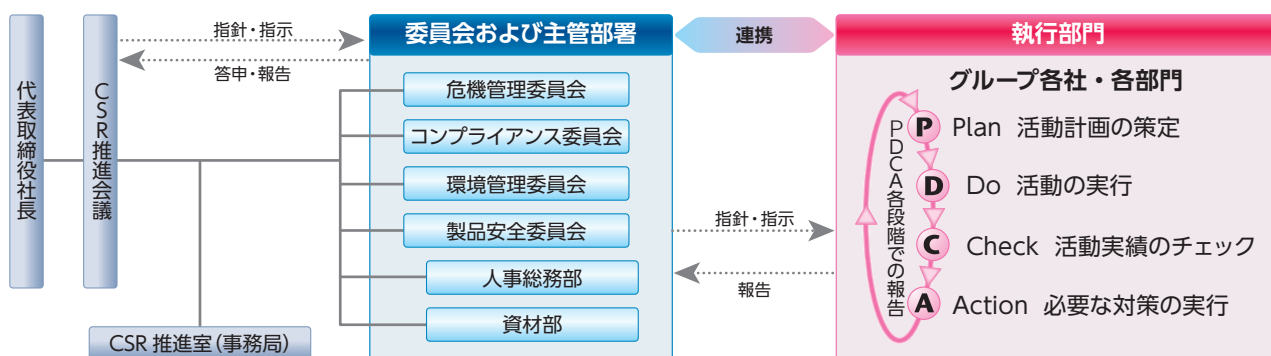 代表取締役社長
CSR推進会議
指針・指示
答申・報告
CSR 推進室(事務局)
委員会および主管部署
危機管理委員会
コンプライアンス委員会
環境管理委員会
製品安全委員会
人事総務部
資材部
連携
指針・指示
報告
執行部門
グループ各社・各部門
PDCA各段階での報告
P Plan 活動計画の策定
D Do 活動の実行
C Check 活動実績のチェック
A Action 必要な対策の実行